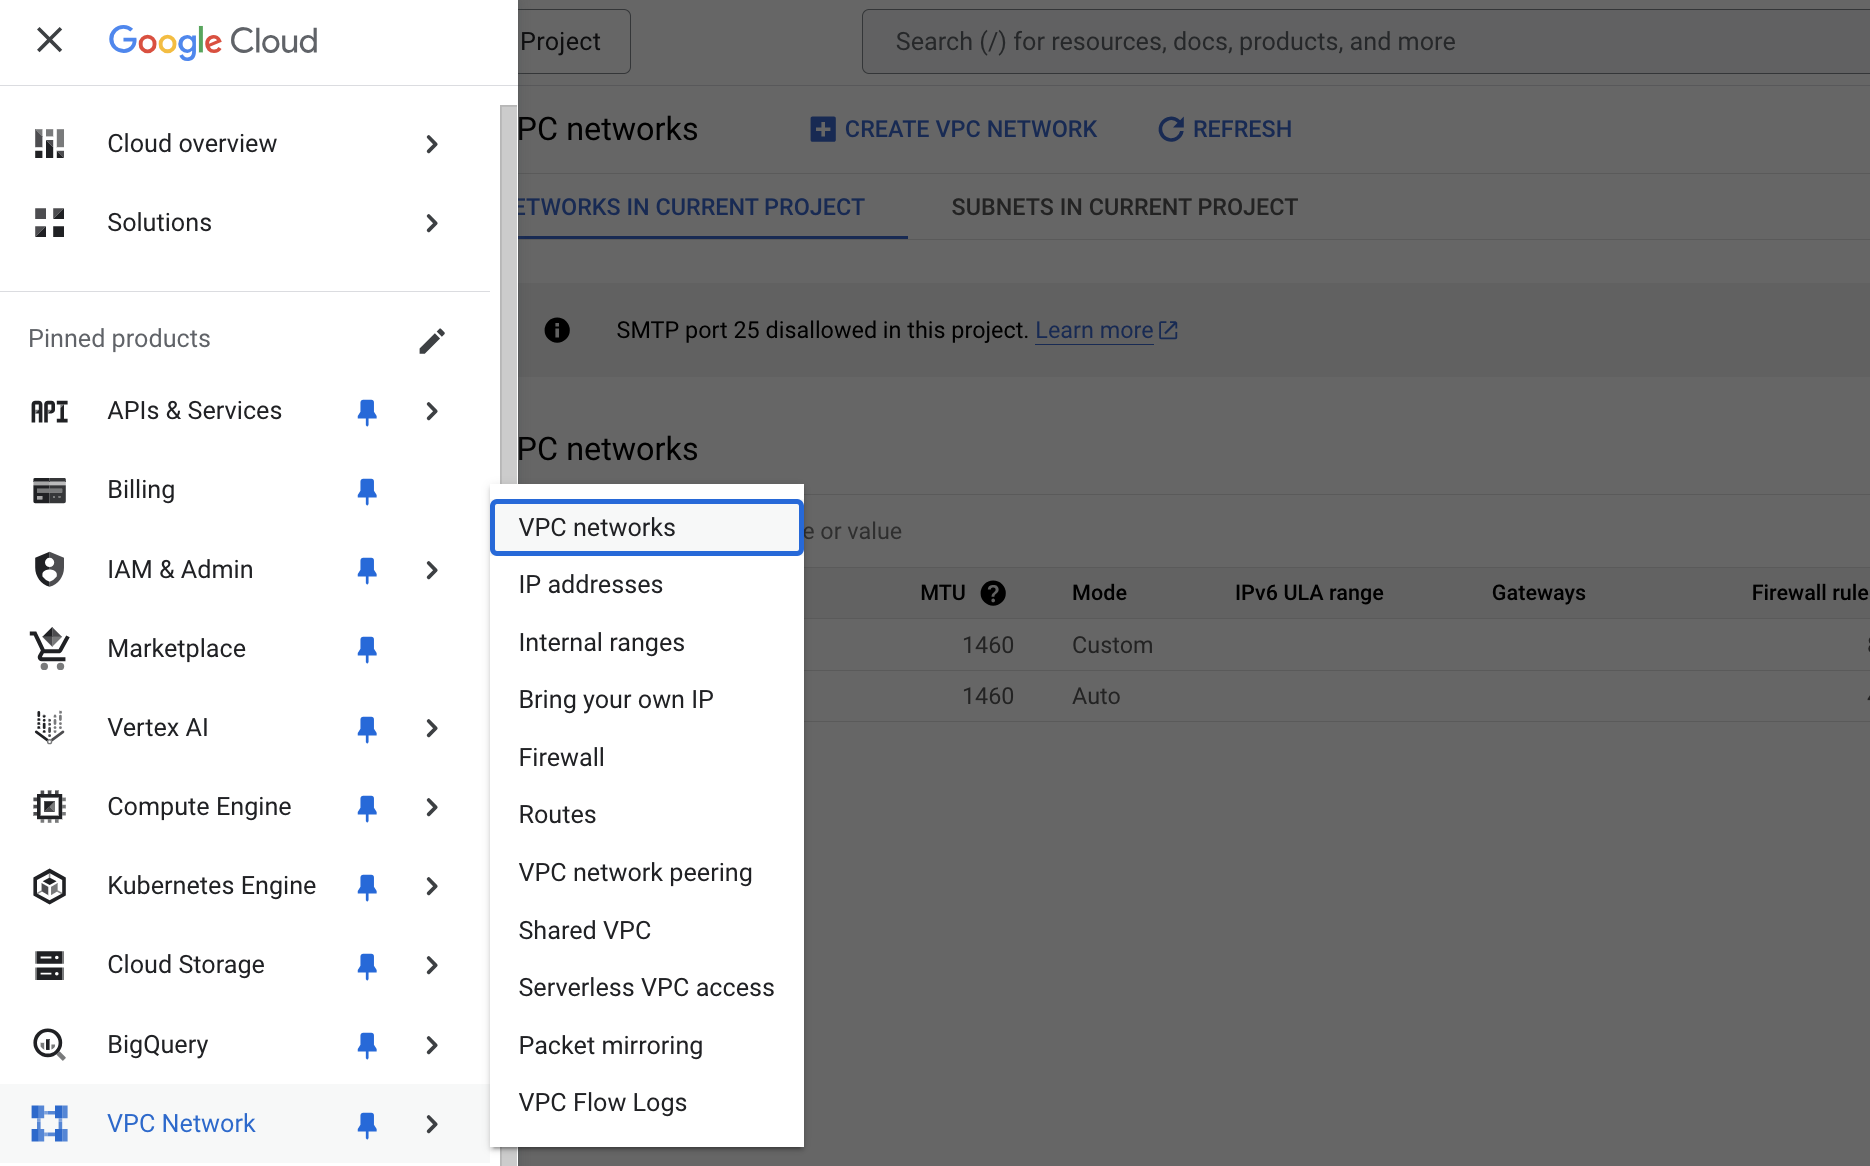 Google Cloud
Project
Search (/) for resources, docs, products, and more
Cloud overview
Solutions
Pinned products
API APIs & Services
Billing
IAM & Admin
Marketplace
Vertex AI
Compute Engine
Kubernetes Engine
Cloud Storage
BigQuery
VPC Network
VPC networks
IP addresses
Internal ranges
Bring your own IP
Firewall
Routes
VPC network peering
Shared VPC
Serverless VPC access
Packet mirroring
VPC Flow Logs
PC networks
CREATE VPC NETWORK
REFRESH
ETWORKS IN CURRENT PROJECT
SUBNETS IN CURRENT PROJECT
SMTP port 25 disallowed in this project. Learn more
PC networks
e or value
MTU Mode IPv6 ULA range Gateways Firewall rule
1460 Custom
1460 Auto